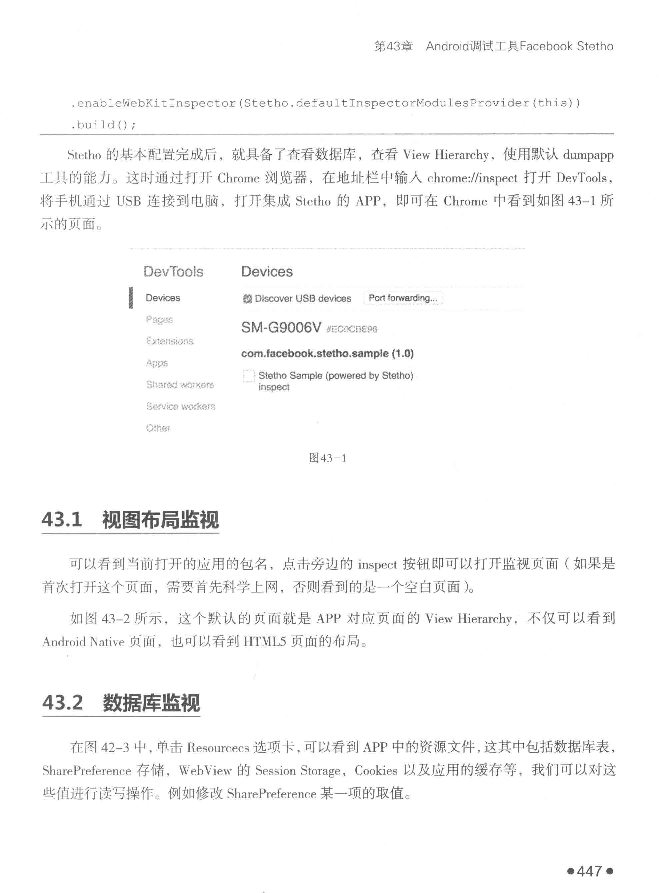 第43章 Android调试工具Facebook Stetho
.enableWebKitInspector(Stetho.defaultInspectorModulesProvider(this))
.build();
Stetho 的基本配置完成后，就具备了查看数据库，查看 View Hierarchy，使用默认 dumpapp
工具的能力。这时通过打开 Chrome 浏览器，在地址栏中输入 chrome://inspect 打开 DevTools，
将手机通过 USB 连接到电脑，打开集成 Stetho 的 APP，即可在 Chrome 中看到如图 43-1 所
示的页面。
DevTools
Devices
Pages
Extensions
Apps
Shared workers
Service workers
Other
Devices
Discover USB devices Port forwarding...
SM-G9006V #EC0CBE96
com.facebook.stetho.sample (1.0)
Stetho Sample (powered by Stetho)
inspect
图43-1
43.1 视图布局监视
可以看到当前打开的应用的包名，点击旁边的 inspect 按钮即可以打开监视页面（如果是
首次打开这个页面，需要首先科学上网，否则看到的是一个空白页面）。
如图 43-2 所示，这个默认的页面就是 APP 对应页面的 View Hierarchy，不仅可以看到
Android Native 页面，也可以看到 HTML5 页面的布局。
43.2 数据库监视
在图 42-3 中，单击 Resourcecs 选项卡，可以看到 APP 中的资源文件，这其中包括数据库表、
SharePreference 存储，WebView 的 Session Storage，Cookies 以及应用的缓存等，我们可以对这
些值进行读写操作。例如修改 SharePreference 某一项的取值。
●447●